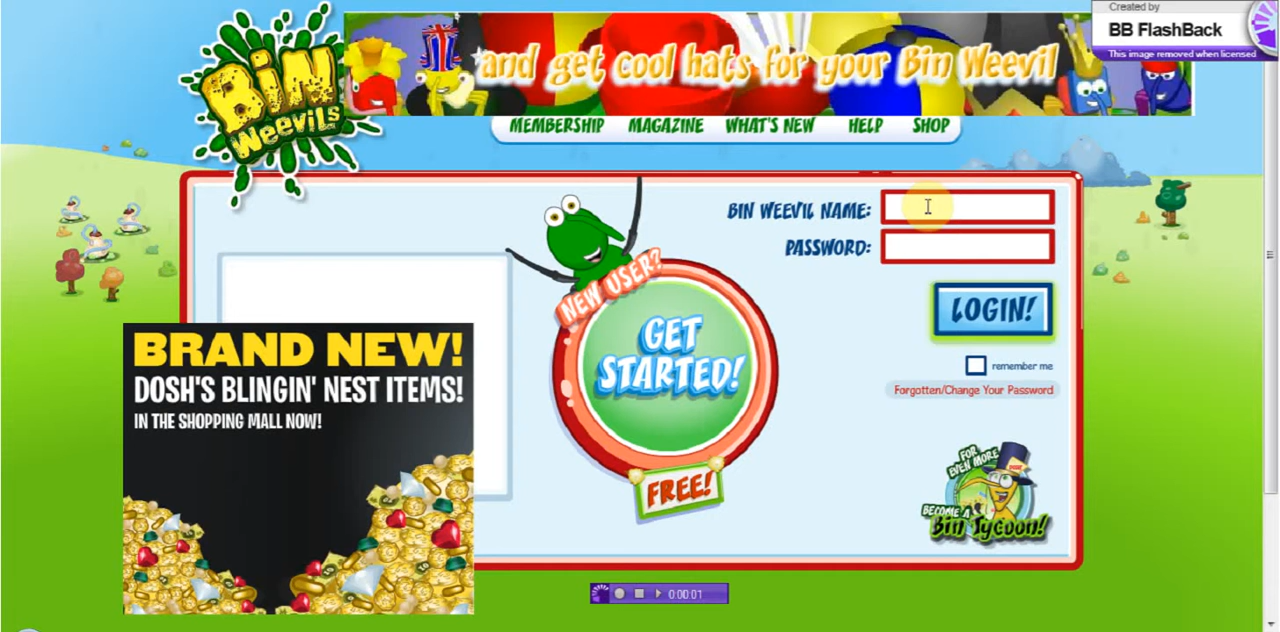 Created by
BB FlashBack
This image removed when licensed
BiN
WeeviLs
and get cool hats for your Bin Weevil
MEMBERSHIP MAGAZINE WHAT'S NEW HELP SHOP
BIN WEEVIL NAME:
PASSWORD:
NEW USER?
GET
STARTED!
FREE!
LOGIN!
remember me
Forgotten/Change Your Password
BRAND NEW!
DOSH'S BLINGIN' NEST ITEMS!
IN THE SHOPPING MALL NOW!
FOR
EVEN MORE
BECOME A
Bin Tycoon!
0:00:01